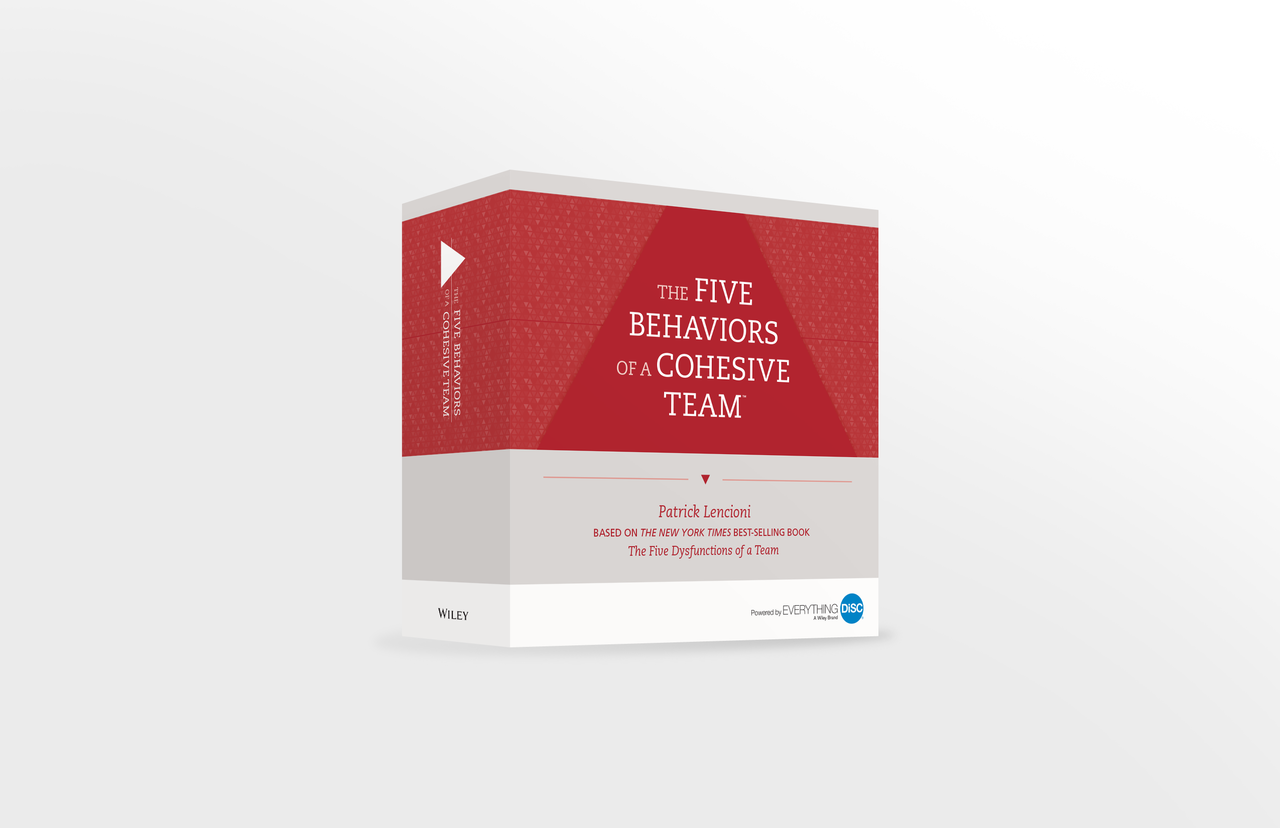 THE FIVE
BEHAVIORS
OF A COHESIVE
TEAM™
Patrick Lencioni
BASED ON THE NEW YORK TIMES BEST-SELLING BOOK
The Five Dysfunctions of a Team
Powered by EVERYTHING DiSC
A Wiley Brand
THE FIVE BEHAVIORS
OF A COHESIVE TEAM
WILEY